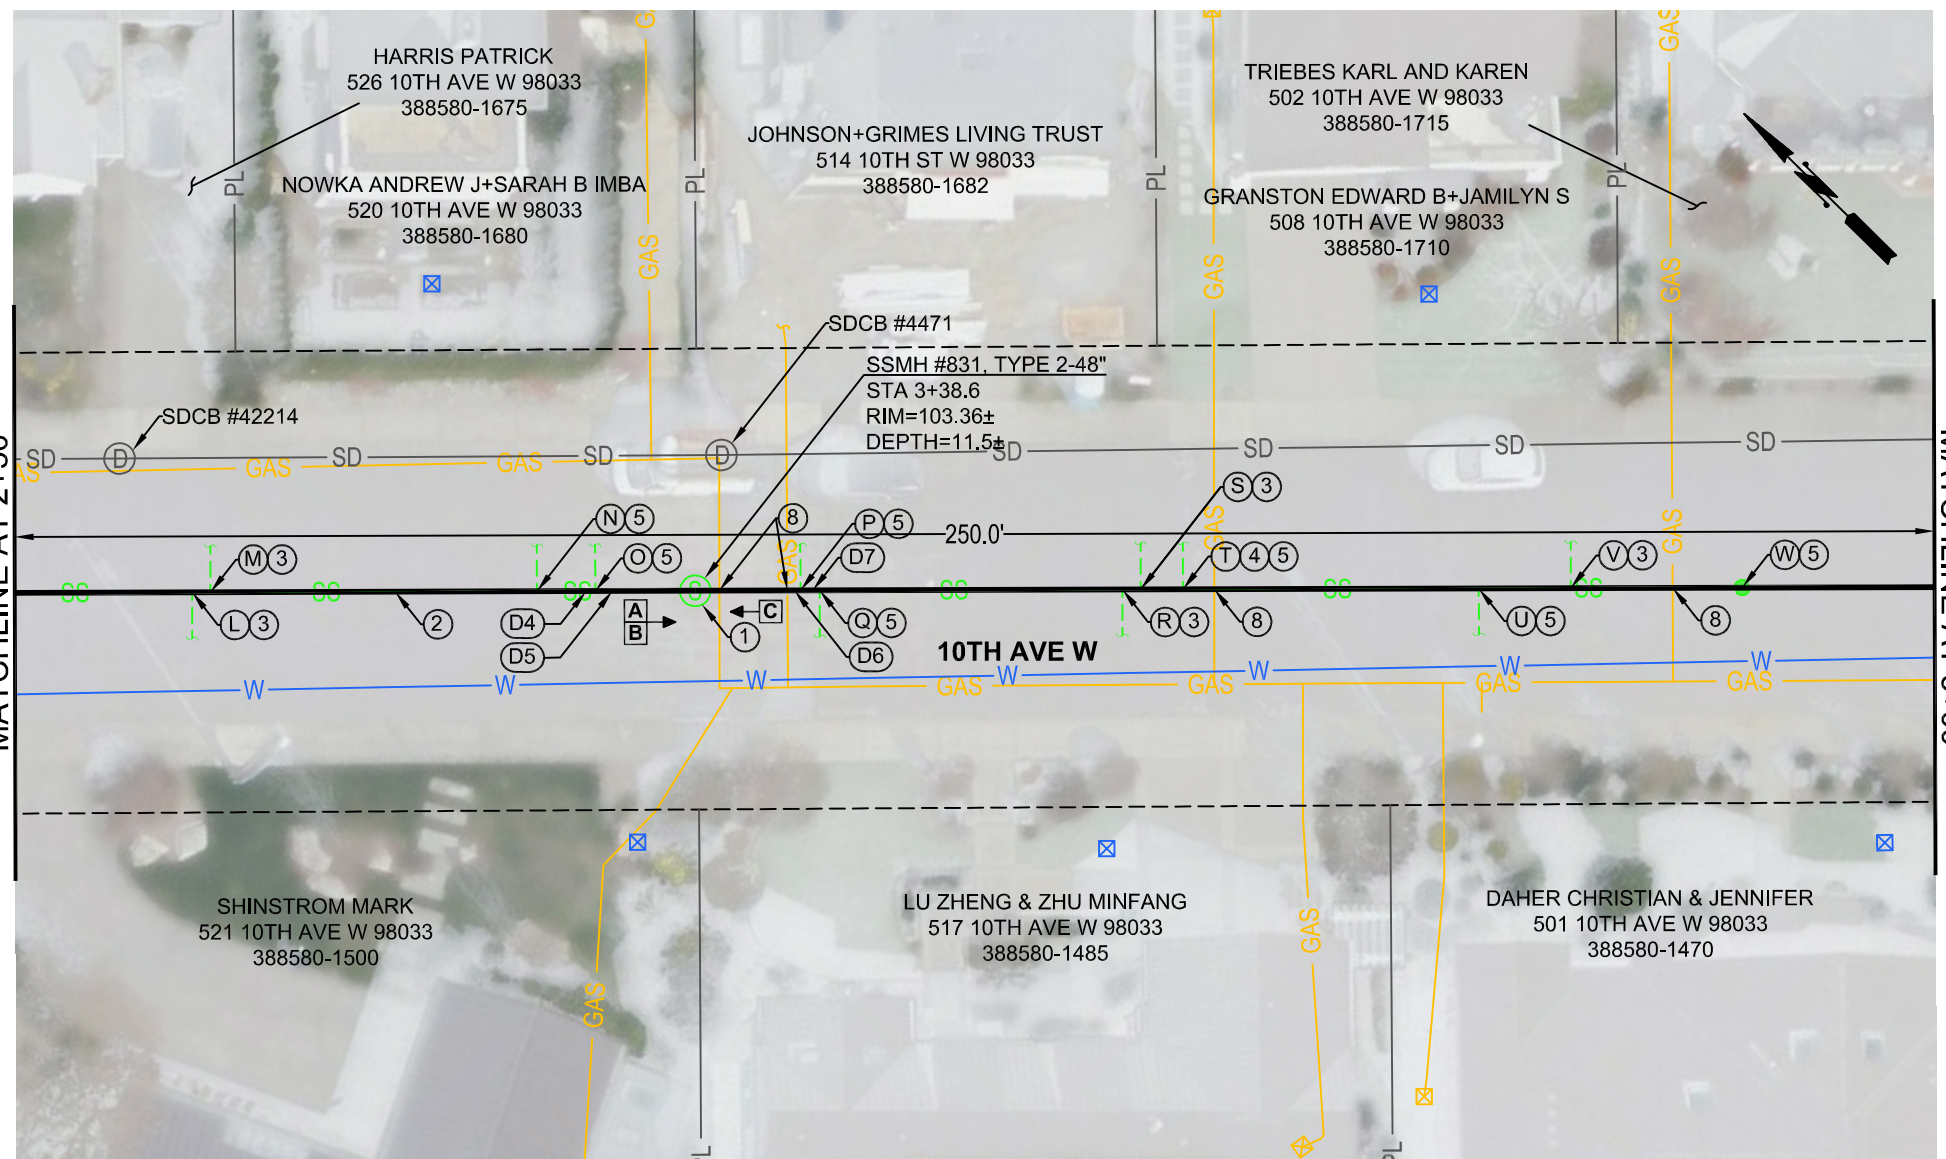 HARRIS PATRICK
526 10TH AVE W 98033
388580-1675
NOWKA ANDREW J+SARAH B IMBA
520 10TH AVE W 98033
388580-1680
JOHNSON+GRIMES LIVING TRUST
514 10TH ST W 98033
388580-1682
TRIEBES KARL AND KAREN
502 10TH AVE W 98033
388580-1715
GRANSTON EDWARD B+JAMILYN S
508 10TH AVE W 98033
388580-1710
PL
PL
PL
PL
GAS
GAS
GAS
GAS
GAS
SDCB #4471
SSMH #831, TYPE 2-48"
STA 3+38.6
RIM=103.36±
DEPTH=11.5±
SDCB #42214
SD D SD SD D SD SD SD SD
GAS GAS GAS
GAS
GAS
GAS
N 5
8
P 5
S 3
250.0'
M 3
O 5
D7
T 4 5
V 3
W 5
SS SS SS S SS SS SS
L 3
2
D4
A
B
C
1
Q 5
R 3
8
U 5
8
D5
D6
10TH AVE W
W W W W W W W
GAS GAS GAS GAS
SHINSTROM MARK
521 10TH AVE W 98033
388580-1500
LU ZHENG & ZHU MINFANG
517 10TH AVE W 98033
388580-1485
DAHER CHRISTIAN & JENNIFER
501 10TH AVE W 98033
388580-1470
GAS
GAS
PL
PL